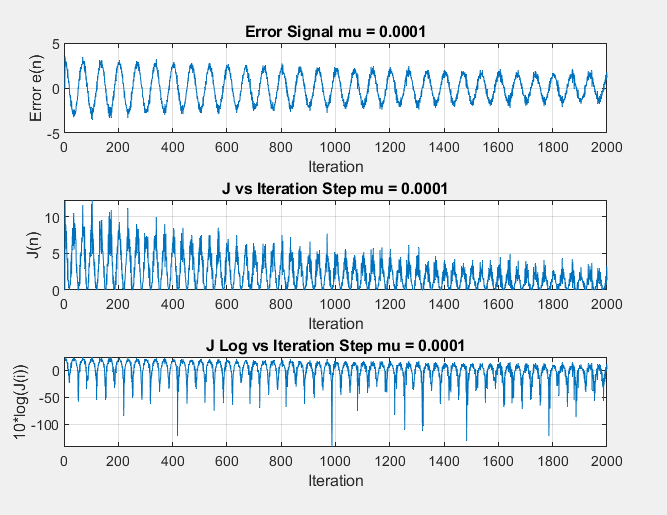 Error Signal mu = 0.0001
5
0
-5
Error e(n)
0 200 400 600 800 1000 1200 1400 1600 1800 2000
Iteration
J vs Iteration Step mu = 0.0001
10
5
0
J(n)
0 200 400 600 800 1000 1200 1400 1600 1800 2000
Iteration
J Log vs Iteration Step mu = 0.0001
0
-50
-100
10*log(J(i))
0 200 400 600 800 1000 1200 1400 1600 1800 2000
Iteration